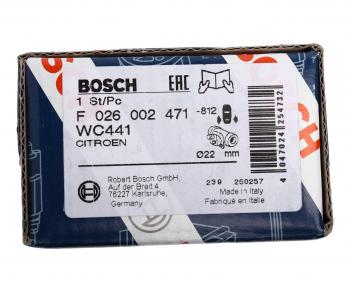 BOSCH
EAC
1 St/Pc
F 026 002 471
-812
WC441
CITROEN
Ø22 mm
4 047024 254732
Robert Bosch GmbH,
Auf der Breit 4,
76227 Karlsruhe,
Germany
239 250257
Made in Italy
Fabriqué en Italie
BOSCH